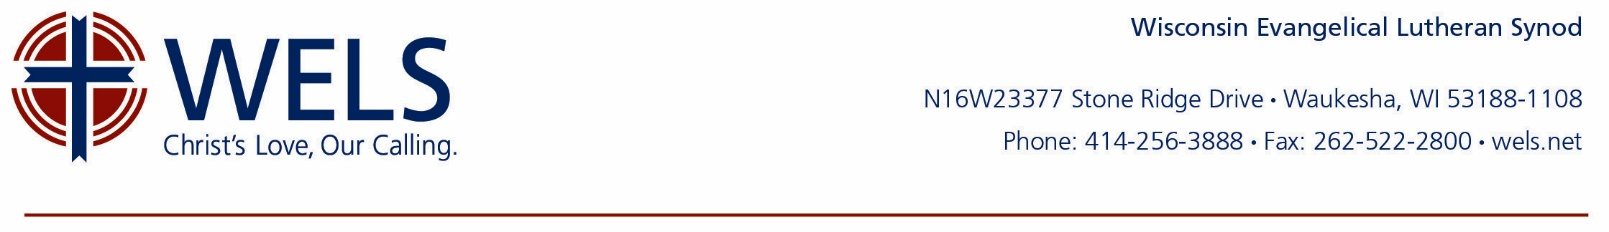 WELS
Christ's Love, Our Calling.
Wisconsin Evangelical Lutheran Synod
N16W23377 Stone Ridge Drive • Waukesha, WI 53188-1108
Phone: 414-256-3888 • Fax: 262-522-2800 • wels.net